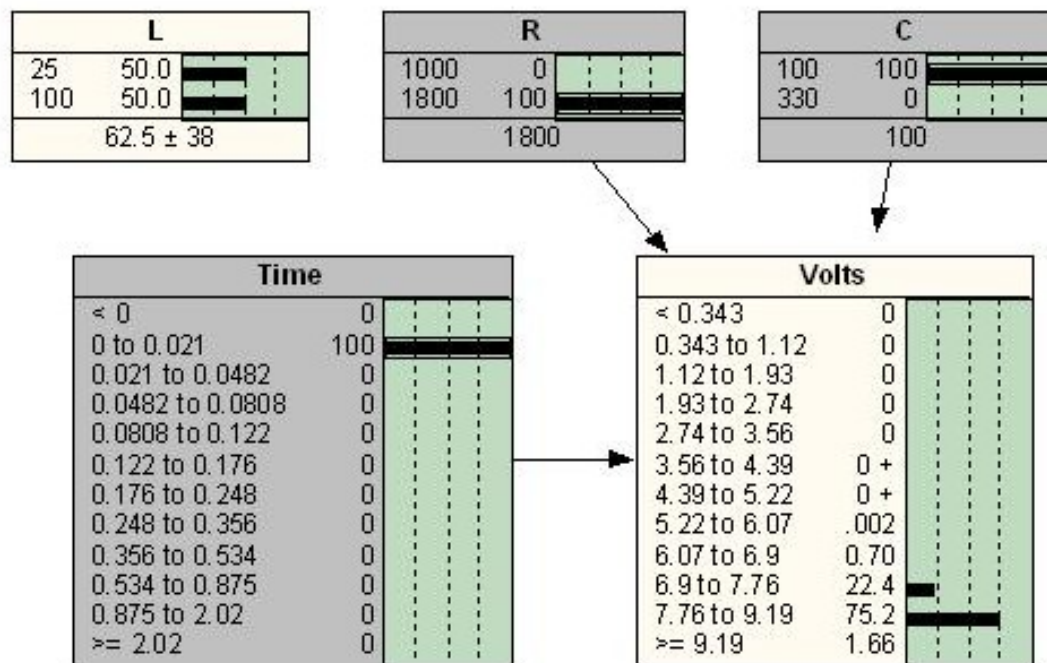 L
25 50.0
100 50.0
62.5 ± 38
R
1000 0
1800 100
1800
C
100 100
330 0
100
Time
< 0 0
0 to 0.021 100
0.021 to 0.0482 0
0.0482 to 0.0808 0
0.0808 to 0.122 0
0.122 to 0.176 0
0.176 to 0.248 0
0.248 to 0.356 0
0.356 to 0.534 0
0.534 to 0.875 0
0.875 to 2.02 0
>= 2.02 0
Volts
< 0.343 0
0.343 to 1.12 0
1.12 to 1.93 0
1.93 to 2.74 0
2.74 to 3.56 0
3.56 to 4.39 0 +
4.39 to 5.22 0 +
5.22 to 6.07 .002
6.07 to 6.9 0.70
6.9 to 7.76 22.4
7.76 to 9.19 75.2
>= 9.19 1.66